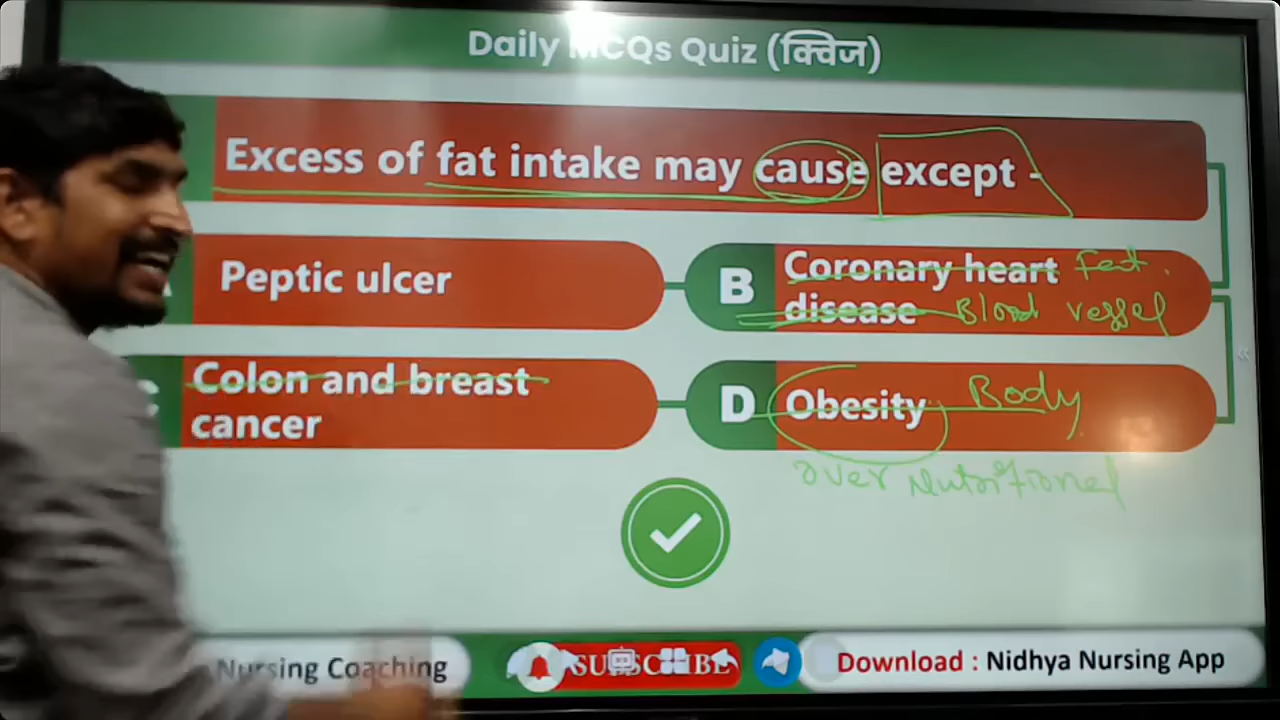 Daily MCQs Quiz (क्विज)
Excess of fat intake may cause except -
Peptic ulcer
B
Coronary heart
disease
Fat.
Blood vessel
C
Colon and breast
cancer
D
Obesity
Body
over Nutritional
Nursing Coaching
SUBSCRIBE
Download : Nidhya Nursing App